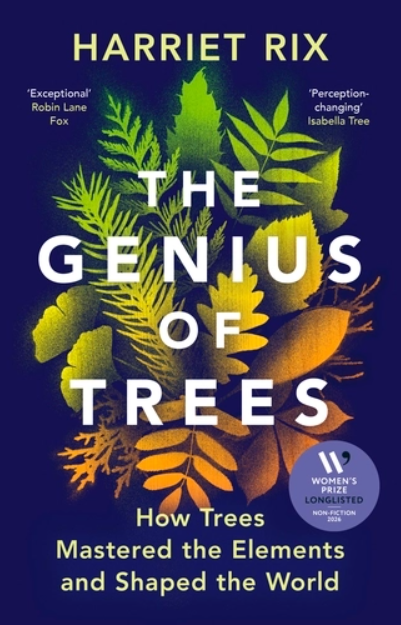 HARRIET RIX
‘Exceptional’
Robin Lane
Fox
‘Perception-
changing’
Isabella Tree
THE
GENIUS
OF
TREES
WOMEN'S
PRIZE
LONGLISTED
NON-FICTION
2026
How Trees
Mastered the Elements
and Shaped the World